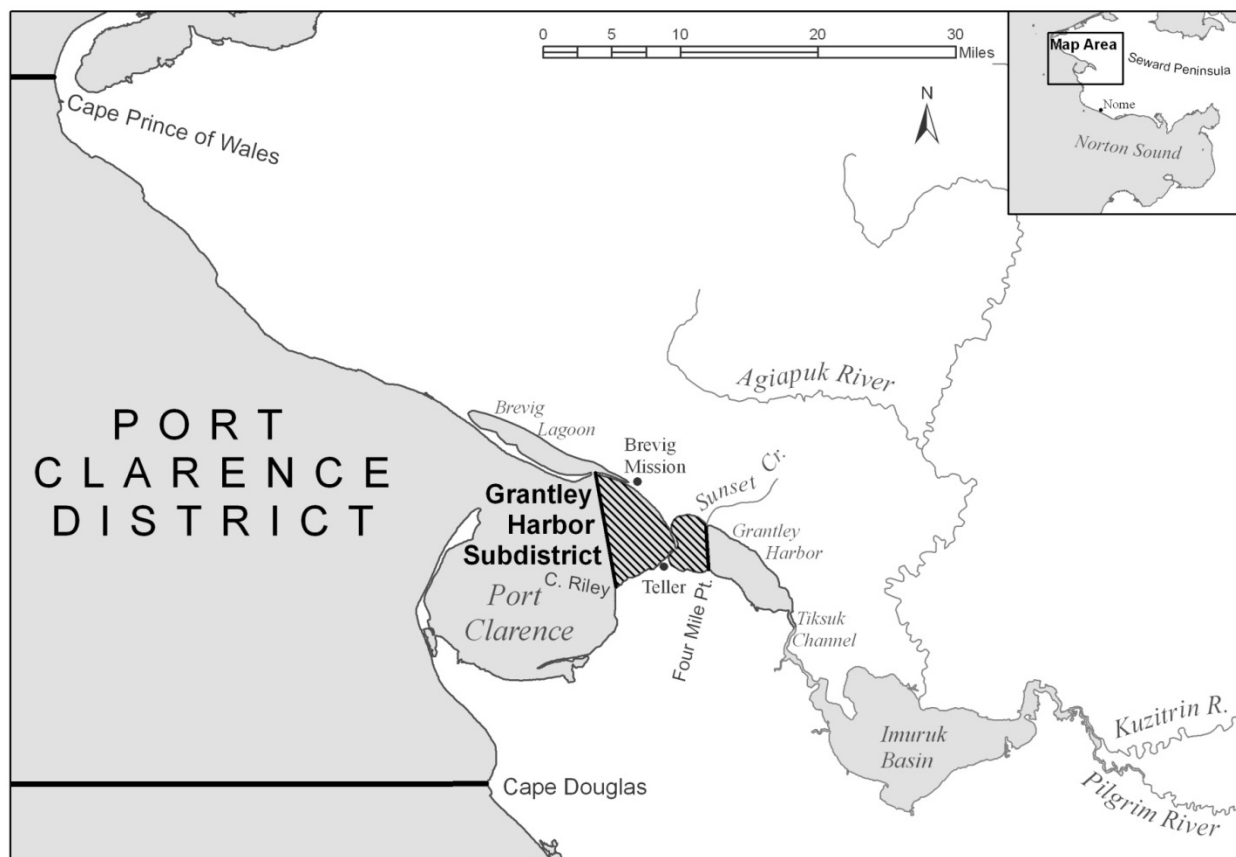 0 5 10 20 30
Miles
N
Map Area
Seward Peninsula
Nome
Norton Sound
Cape Prince of Wales
PORT
CLARENCE
DISTRICT
Agiapuk River
Brevig
Lagoon
Brevig
Mission
Sunset Cr.
Grantley
Harbor
Subdistrict
Grantley
Harbor
C. Riley
Teller
Port
Clarence
Four Mile Pt.
Tiksuk
Channel
Imuruk
Basin
Kuzitrin R.
Pilgrim River
Cape Douglas